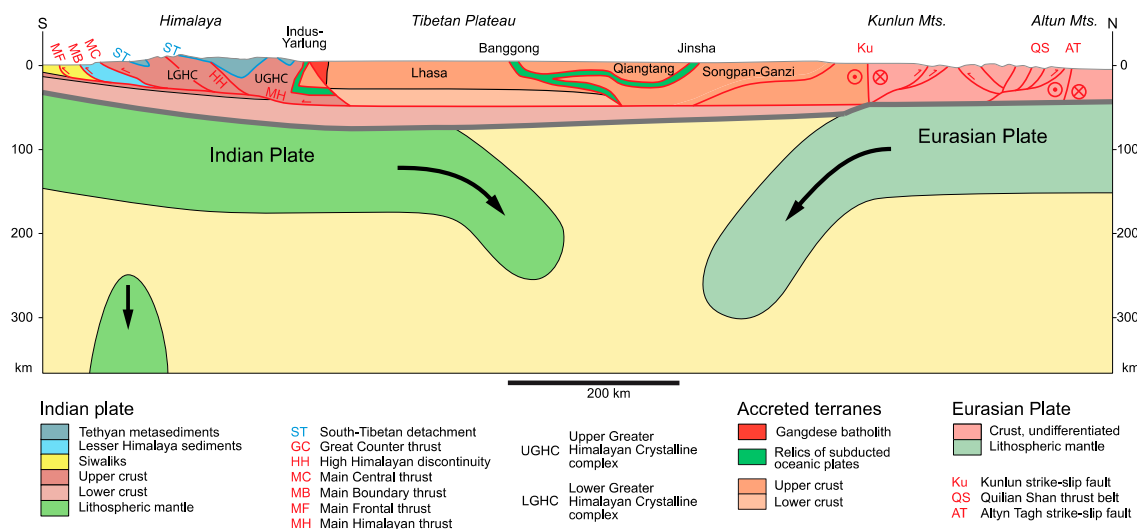 S
Himalaya
Tibetan Plateau
Kunlun Mts.
Altun Mts.
N
MF
MB
MC
ST
ST
Indus-
Yarlung
Banggong
Jinsha
Ku
QS
AT
0
LGHC
HH
UGHC
MH
Lhasa
Qiangtang
Songpan-Ganzi
0
100
Indian Plate
Eurasian Plate
100
200
200
300
300
km
km
200 km
Indian plate
Tethyan metasediments
Lesser Himalaya sediments
Siwaliks
Upper crust
Lower crust
Lithospheric mantle
ST South-Tibetan detachment
GC Great Counter thrust
HH High Himalayan discontinuity
MC Main Central thrust
MB Main Boundary thrust
MF Main Frontal thrust
MH Main Himalayan thrust
UGHC
Upper Greater
Himalayan Crystalline
complex
LGHC
Lower Greater
Himalayan Crystalline
complex
Accreted terranes
Gangdese batholith
Relics of subducted
oceanic plates
Upper crust
Lower crust
Eurasian Plate
Crust, undifferentiated
Lithospheric mantle
Ku Kunlun strike-slip fault
QS Quilian Shan thrust belt
AT Altyn Tagh strike-slip fault